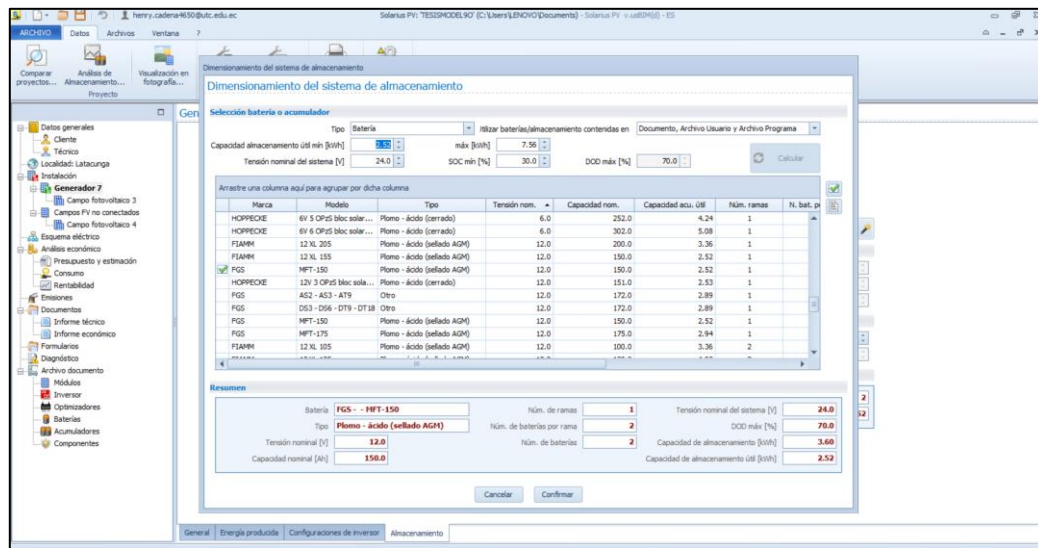 henry.cadena4650@utc.edu.ec
Solarius PV: 'TESISMODEL9O' (C:\Users\LENOVO\Documents) - Solarius PV v.usBIM(d) - ES
ARCHIVO Datos Archivos Ventana ?
Comparar proyectos...
Análisis de Almacenamiento...
Visualización en fotografía...
Proyecto
Datos generales
Cliente
Técnico
Localidad: Latacunga
Instalación
Generador 7
Campo fotovoltaico 3
Campos FV no conectados
Campo fotovoltaico 4
Esquema eléctrico
Análisis económico
Presupuesto y estimación
Consumo
Rentabilidad
Emisiones
Documentos
Informe técnico
Informe económico
Formularios
Diagnóstico
Archivo documento
Módulos
Inversor
Optimizadores
Baterías
Acumuladores
Componentes
Gen
Dimensionamiento del sistema de almacenamiento
Dimensionamiento del sistema de almacenamiento
Selección batería o acumulador
Tipo Batería Itilizar baterías/almacenamiento contenidas en Documento, Archivo Usuario y Archivo Programa
Capacidad almacenamiento útil mín [kWh] 2.52 máx [kWh] 7.56
Tensión nominal del sistema [V] 24.0 SOC mín [%] 30.0 DOD máx [%] 70.0 Calcular
Arrastre una columna aquí para agrupar por dicha columna
Marca Modelo Tipo Tensión nom. Capacidad nom. Capacidad acu. útil Núm. ramas N. bat. p
HOPPECKE 6V 5 OPzS bloc solar... Plomo - ácido (cerrado) 6.0 252.0 4.24 1
HOPPECKE 6V 6 OPzS bloc solar... Plomo - ácido (cerrado) 6.0 302.0 5.08 1
FIAMM 12 XL 205 Plomo - ácido (sellado AGM) 12.0 200.0 3.36 1
FIAMM 12 XL 155 Plomo - ácido (sellado AGM) 12.0 150.0 2.52 1
FGS MFT-150 Plomo - ácido (sellado AGM) 12.0 150.0 2.52 1
HOPPECKE 12V 3 OPzS bloc sola... Plomo - ácido (cerrado) 12.0 151.0 2.53 1
FGS AS2 - AS3 - AT9 Otro 12.0 172.0 2.89 1
FGS DS3 - DS6 - DT9 - DT18 Otro 12.0 172.0 2.89 1
FGS MFT-150 Plomo - ácido (sellado AGM) 12.0 150.0 2.52 1
FGS MFT-175 Plomo - ácido (sellado AGM) 12.0 175.0 2.94 1
FIAMM 12 XL 105 Plomo - ácido (sellado AGM) 12.0 100.0 3.36 2
Resumen
Batería FGS - - MFT-150 Núm. de ramas 1 Tensión nominal del sistema [V] 24.0
Tipo Plomo - ácido (sellado AGM) Núm. de baterías por rama 2 DOD máx [%] 70.0
Tensión nominal [V] 12.0 Núm. de baterías 2 Capacidad de almacenamiento [kWh] 3.60
Capacidad nominal [Ah] 150.0 Capacidad de almacenamiento útil [kWh] 2.52
2
52
Cancelar Confirmar
General Energía producida Configuraciones de inversor Almacenamiento